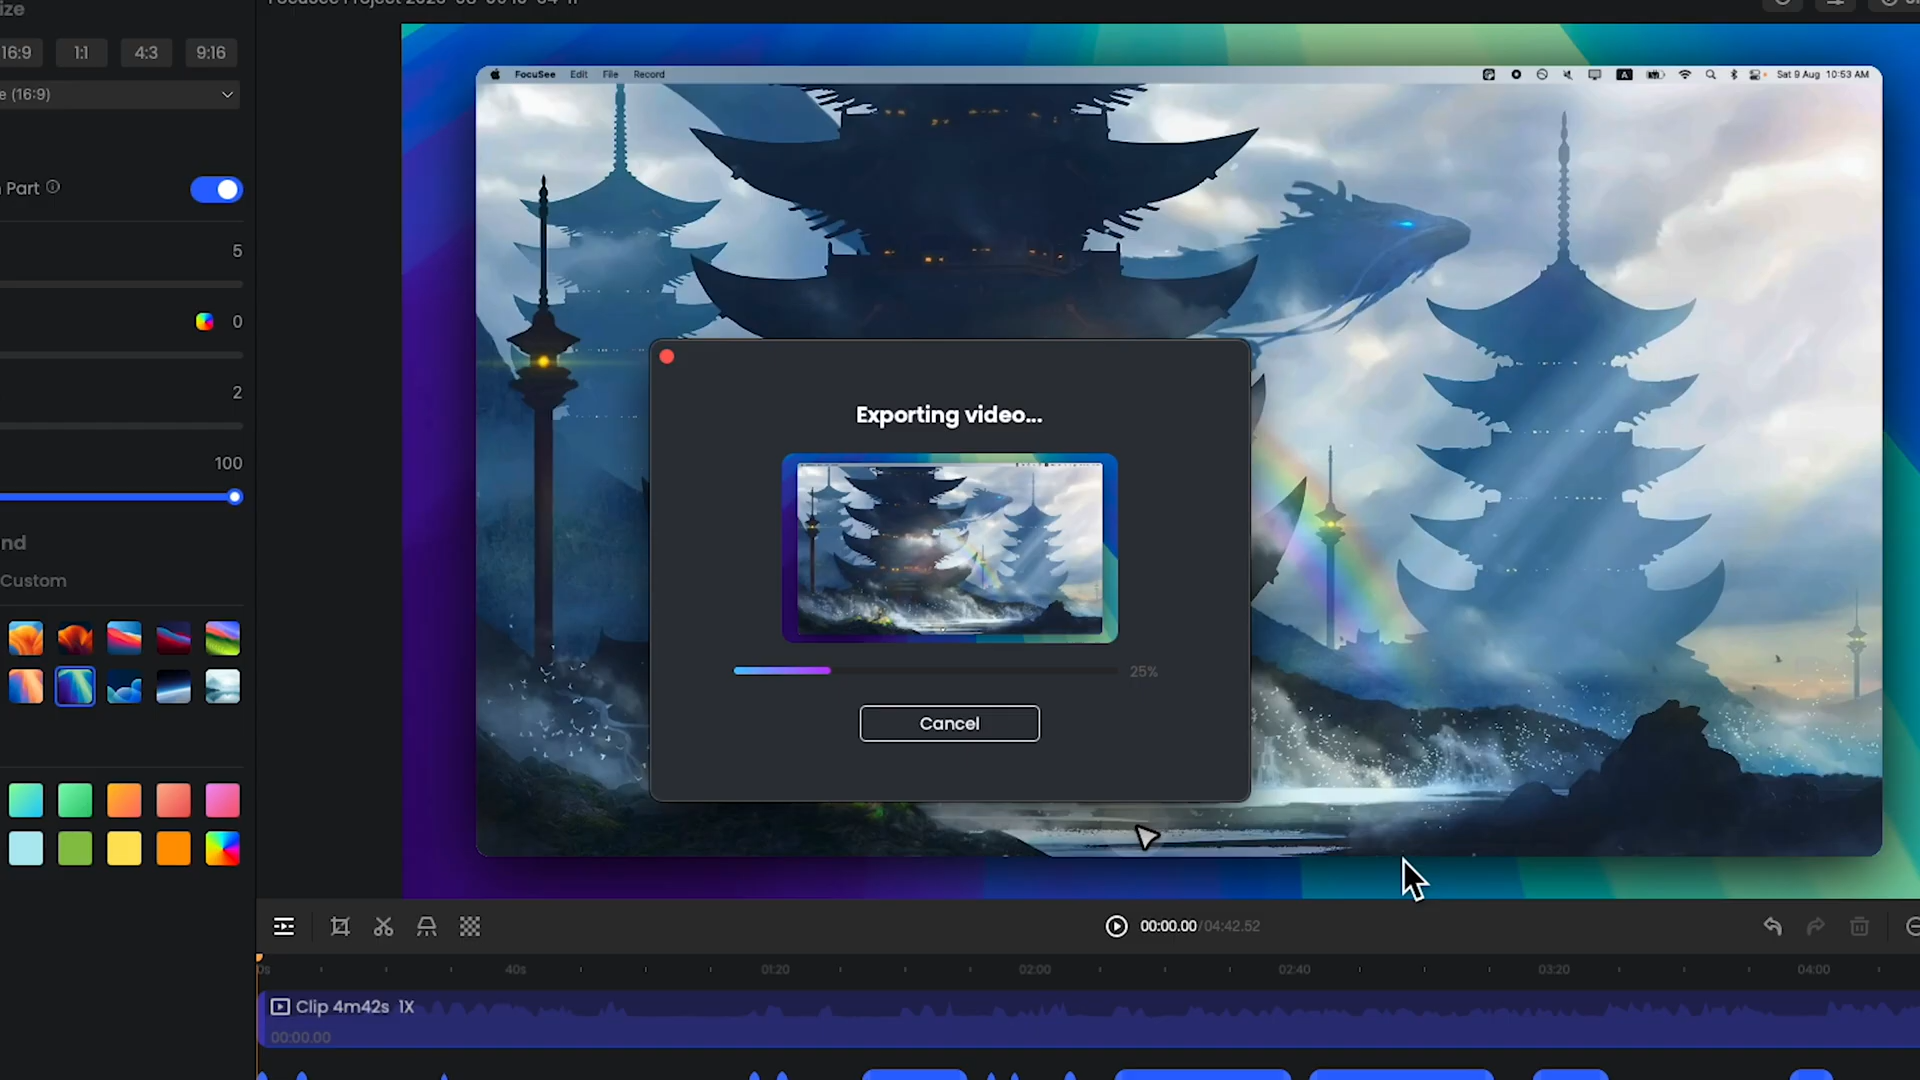 ize
16:9 1:1 4:3 9:16
e (16:9)
Part
5
0
2
100
nd
Custom
FocuSee Edit File Record
A Sat 9 Aug 10:53 AM
Exporting video...
25%
Cancel
00:00.00/04:42.52
0s 40s 01:20 02:00 02:40 03:20 04:00
Clip 4m42s 1X
00:00.00